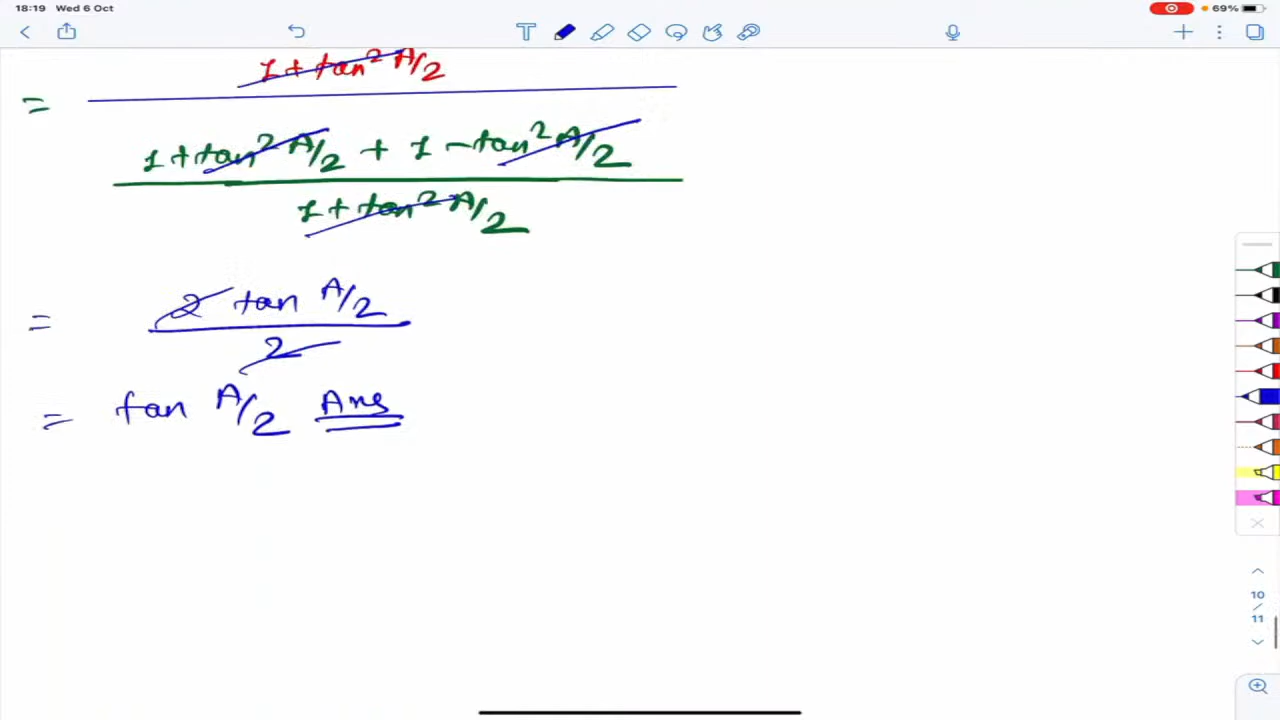 18:19 Wed 6 Oct 69%
1 + tan² A/2
=
1 + tan² A/2 + 1 - tan² A/2
1 + tan² A/2
= 2 tan A/2
2
= tan A/2 Ans
10
/
11